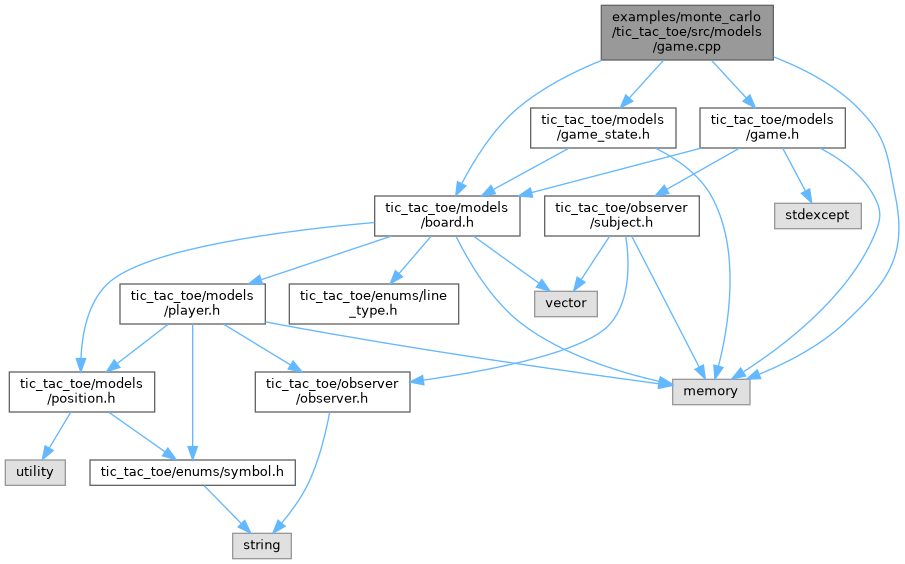 examples/monte_carlo
/tic_tac_toe/src/models
/game.cpp
tic_tac_toe/models
/game_state.h
tic_tac_toe/models
/game.h
tic_tac_toe/models
/board.h
tic_tac_toe/observer
/subject.h
stdexcept
tic_tac_toe/models
/player.h
tic_tac_toe/enums/line
_type.h
vector
tic_tac_toe/models
/position.h
tic_tac_toe/observer
/observer.h
memory
utility
tic_tac_toe/enums/symbol.h
string